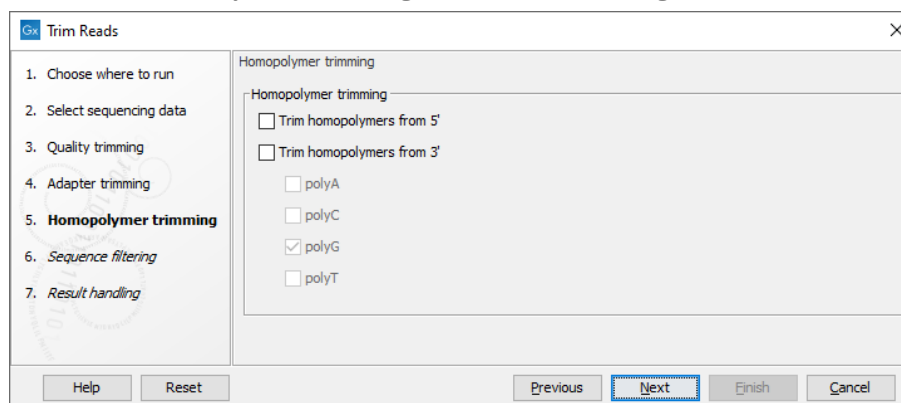 Gx Trim Reads
1. Choose where to run
2. Select sequencing data
3. Quality trimming
4. Adapter trimming
5. Homopolymer trimming
6. Sequence filtering
7. Result handling
Homopolymer trimming
Homopolymer trimming
Trim homopolymers from 5'
Trim homopolymers from 3'
polyA
polyC
polyG
polyT
Help Reset Previous Next Finish Cancel